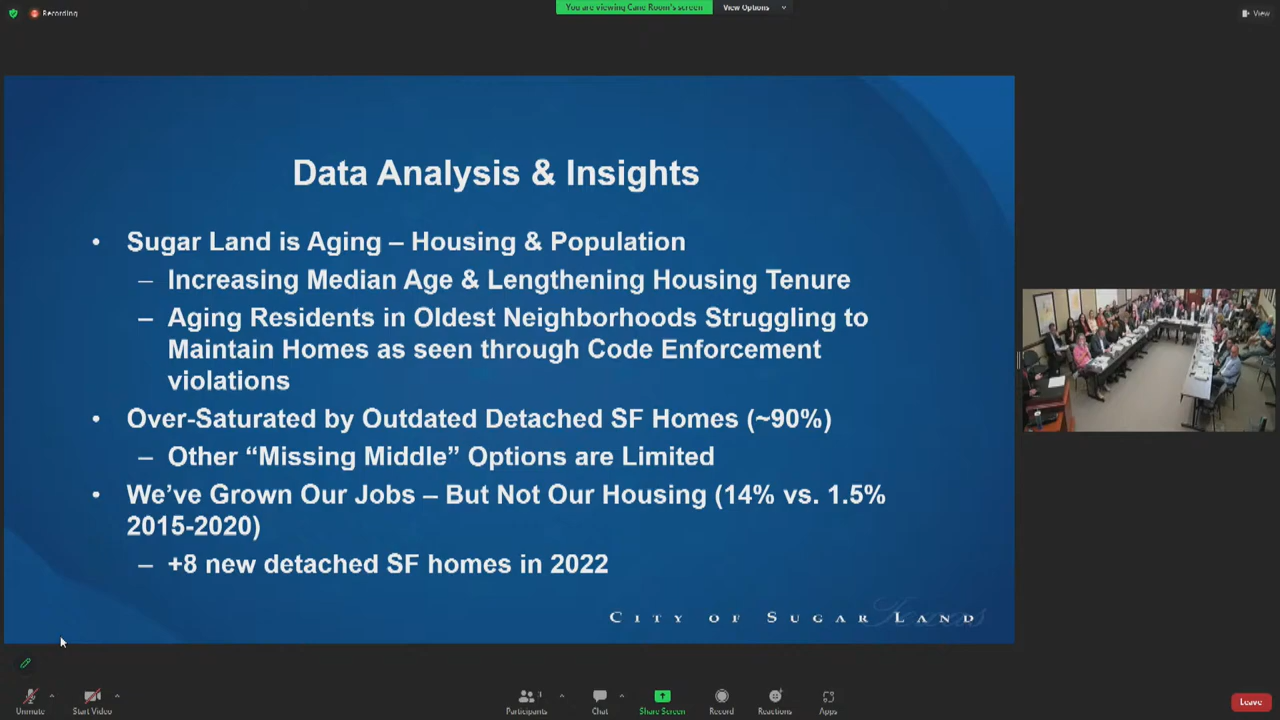 Recording
You are viewing Cane Room's screen
View Options
View
Data Analysis & Insights
• Sugar Land is Aging – Housing & Population
– Increasing Median Age & Lengthening Housing Tenure
– Aging Residents in Oldest Neighborhoods Struggling to
Maintain Homes as seen through Code Enforcement
violations
• Over-Saturated by Outdated Detached SF Homes (~90%)
– Other “Missing Middle” Options are Limited
• We’ve Grown Our Jobs – But Not Our Housing (14% vs. 1.5%
2015-2020)
– +8 new detached SF homes in 2022
CITY OF SUGAR LAND
Texas
Unmute
Start Video
Participants
3
Chat
Share Screen
Record
Reactions
Apps
Leave